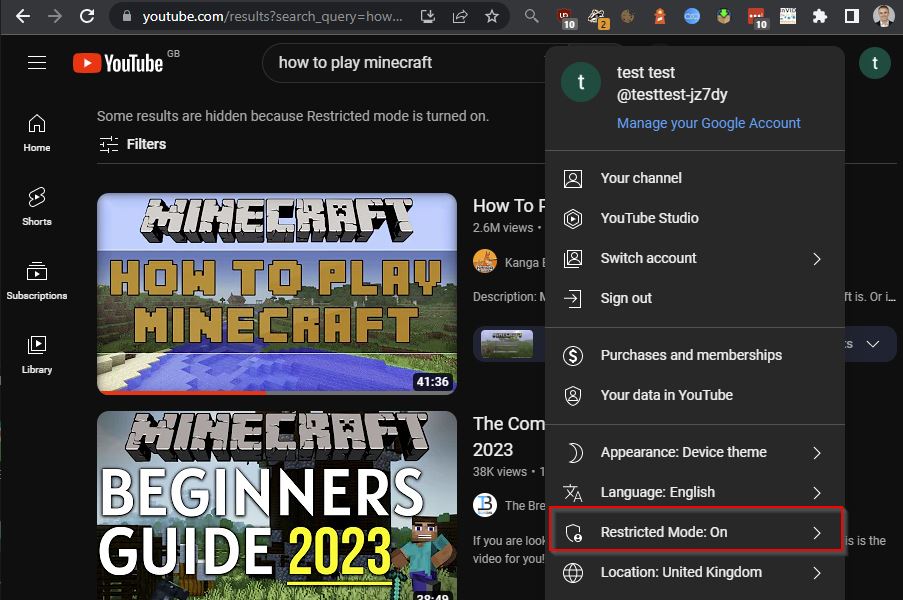 youtube.com/results?search_query=how...
10
2
10
YouTube GB
how to play minecraft
t
Home
Shorts
Subscriptions
Library
Some results are hidden because Restricted mode is turned on.
Filters
MINECRAFT
HOW TO PLAY
MINECRAFT
41:36
How To P
2.6M views •
Kanga
Description: M
ft is. Or i...
ts
MINECRAFT
BEGINNERS
GUIDE 2023
38:49
The Com
2023
38K views • 1
The Bre
If you are look
is is the
video for you!
t
test test
@testtest-jz7dy
Manage your Google Account
Your channel
YouTube Studio
Switch account
Sign out
Purchases and memberships
Your data in YouTube
Appearance: Device theme
Language: English
Restricted Mode: On
Location: United Kingdom